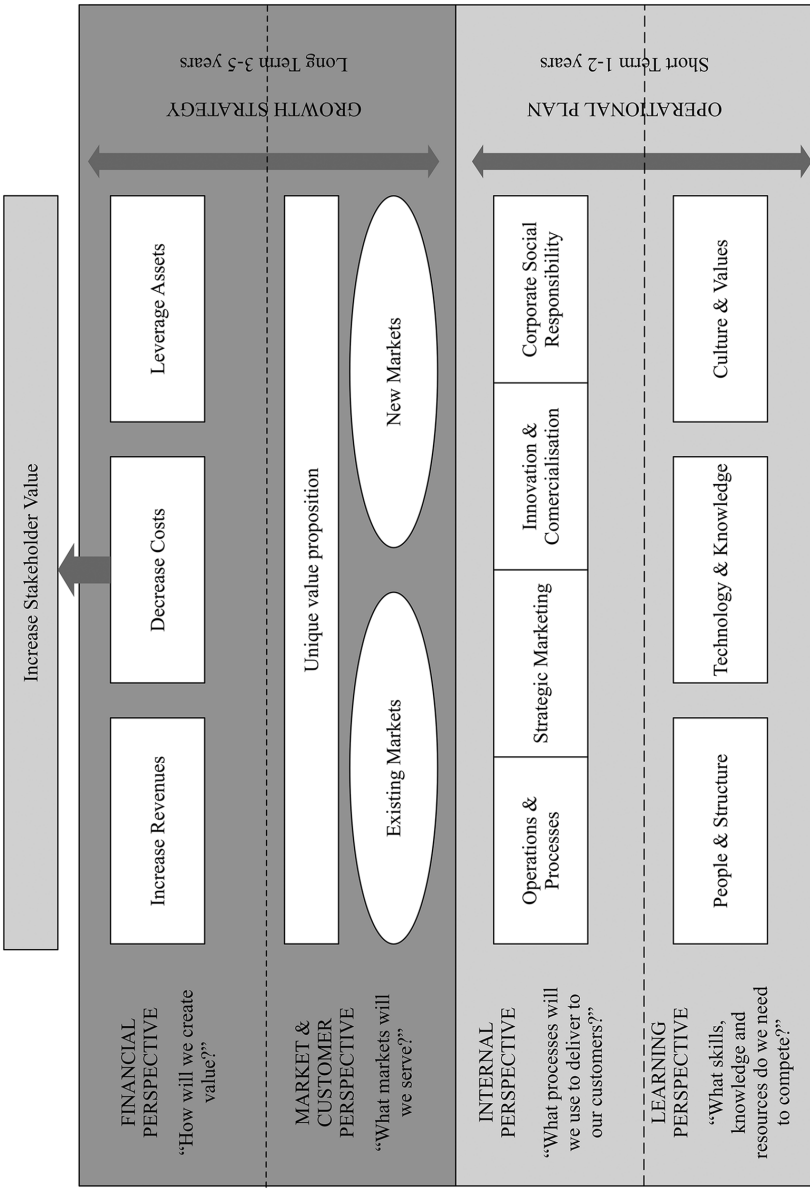 Increase Stakeholder Value
FINANCIAL
PERSPECTIVE
“How will we create
value?”
Increase Revenues
Decrease Costs
Leverage Assets
GROWTH STRATEGY
Long Term 3-5 years
MARKET &
CUSTOMER
PERSPECTIVE
“What markets will
we serve?”
Unique value proposition
Existing Markets
New Markets
INTERNAL
PERSPECTIVE
“What processes will
we use to deliver to
our customers?”
Operations &
Processes
Strategic Marketing
Innovation &
Comercialisation
Corporate Social
Responsibility
OPERATIONAL PLAN
Short Term 1-2 years
LEARNING
PERSPECTIVE
“What skills,
knowledge and
resources do we need
to compete?”
People & Structure
Technology & Knowledge
Culture & Values